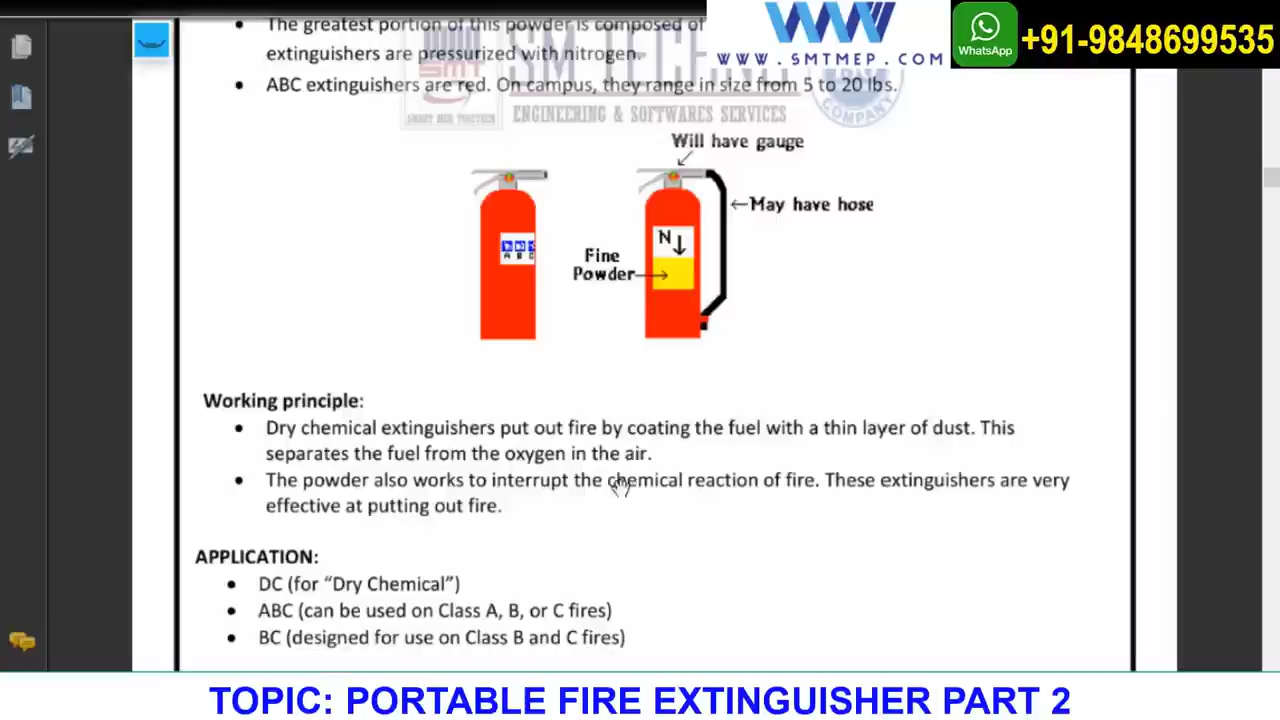 The greatest portion of this powder is composed of
WWW.SMTMEP.COM
WhatsApp
+91-9848699535
extinguishers are pressurized with nitrogen.
ABC extinguishers are red. On campus, they range in size from 5 to 20 lbs.
SMT
ENGINEERING & SOFTWARES SERVICES
COMPANY
Will have gauge
May have hose
A B C
N
Fine
Powder
Working principle:
Dry chemical extinguishers put out fire by coating the fuel with a thin layer of dust. This
separates the fuel from the oxygen in the air.
The powder also works to interrupt the chemical reaction of fire. These extinguishers are very
effective at putting out fire.
APPLICATION:
DC (for “Dry Chemical”)
ABC (can be used on Class A, B, or C fires)
BC (designed for use on Class B and C fires)
TOPIC: PORTABLE FIRE EXTINGUISHER PART 2